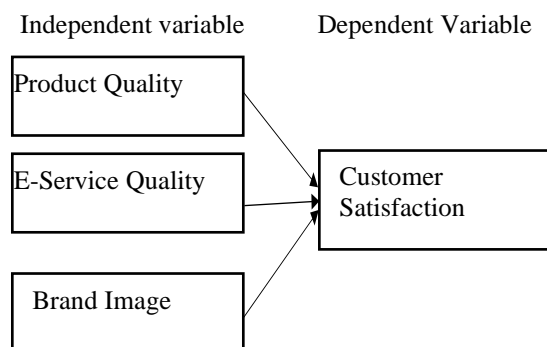 Independent variable
Dependent Variable
Product Quality
E-Service Quality
Customer
Satisfaction
Brand Image